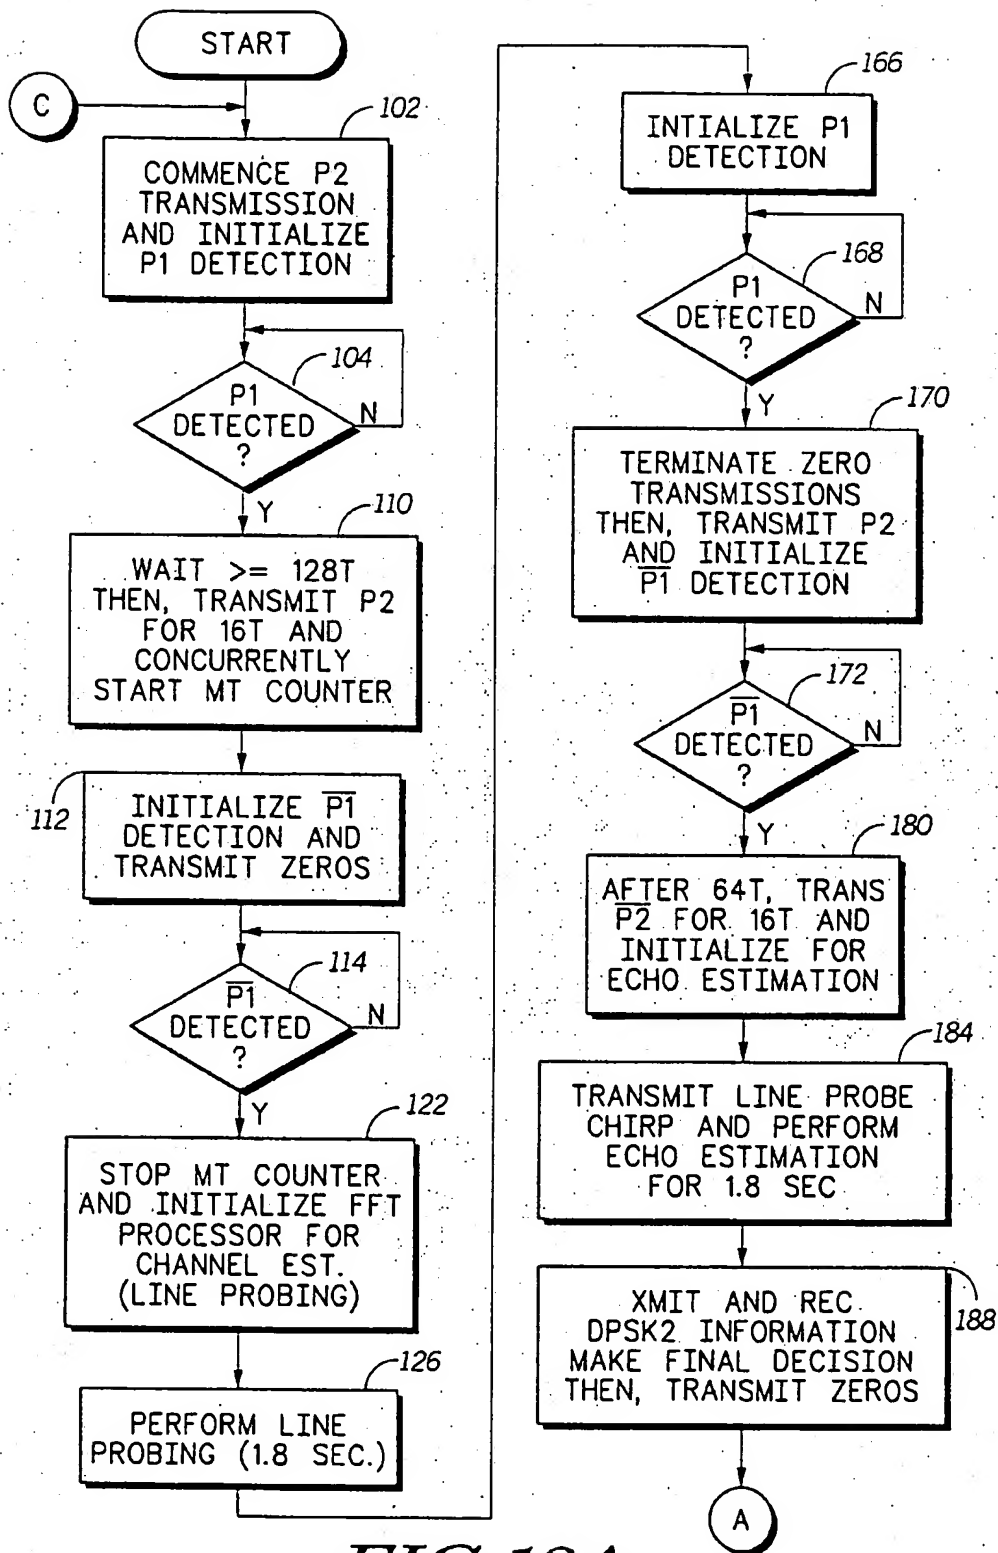 START
C
102
COMMENCE P2
TRANSMISSION
AND INITIALIZE
P1 DETECTION
104
P1
DETECTED
?
N
Y
110
WAIT >= 128T
THEN, TRANSMIT P2
FOR 16T AND
CONCURRENTLY
START MT COUNTER
112
INITIALIZE P̅1̅
DETECTION AND
TRANSMIT ZEROS
114
P̅1̅
DETECTED
?
N
Y
122
STOP MT COUNTER
AND INITIALIZE FFT
PROCESSOR FOR
CHANNEL EST.
(LINE PROBING)
126
PERFORM LINE
PROBING (1.8 SEC.)
166
INTIALIZE P1
DETECTION
168
P1
DETECTED
?
N
Y
170
TERMINATE ZERO
TRANSMISSIONS
THEN, TRANSMIT P2
AND INITIALIZE
P̅1̅ DETECTION
172
P̅1̅
DETECTED
?
N
Y
180
AFTER 64T, TRANS
P̅2̅ FOR 16T AND
INITIALIZE FOR
ECHO ESTIMATION
184
TRANSMIT LINE PROBE
CHIRP AND PERFORM
ECHO ESTIMATION
FOR 1.8 SEC
188
XMIT AND REC
DPSK2 INFORMATION
MAKE FINAL DECISION
THEN, TRANSMIT ZEROS
A